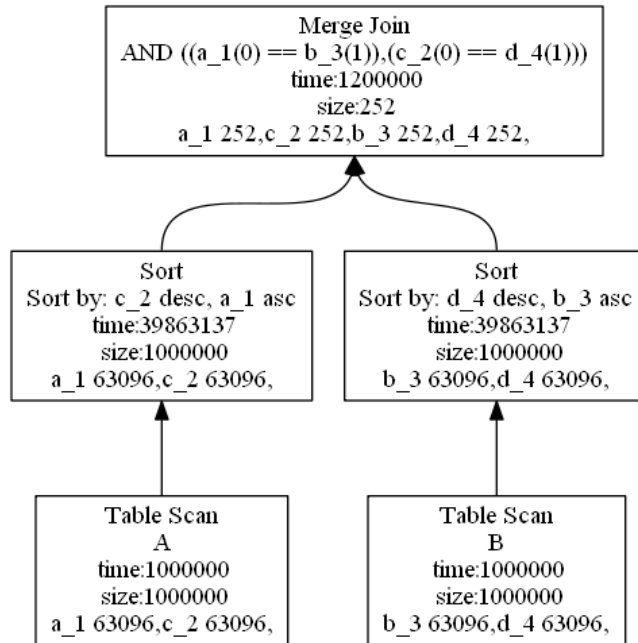 Merge Join
AND ((a_1(0) == b_3(1)),(c_2(0) == d_4(1)))
time:1200000
size:252
a_1 252,c_2 252,b_3 252,d_4 252,
Sort
Sort by: c_2 desc, a_1 asc
time:39863137
size:1000000
a_1 63096,c_2 63096,
Sort
Sort by: d_4 desc, b_3 asc
time:39863137
size:1000000
b_3 63096,d_4 63096,
Table Scan
A
time:1000000
size:1000000
a_1 63096,c_2 63096,
Table Scan
B
time:1000000
size:1000000
b_3 63096,d_4 63096,